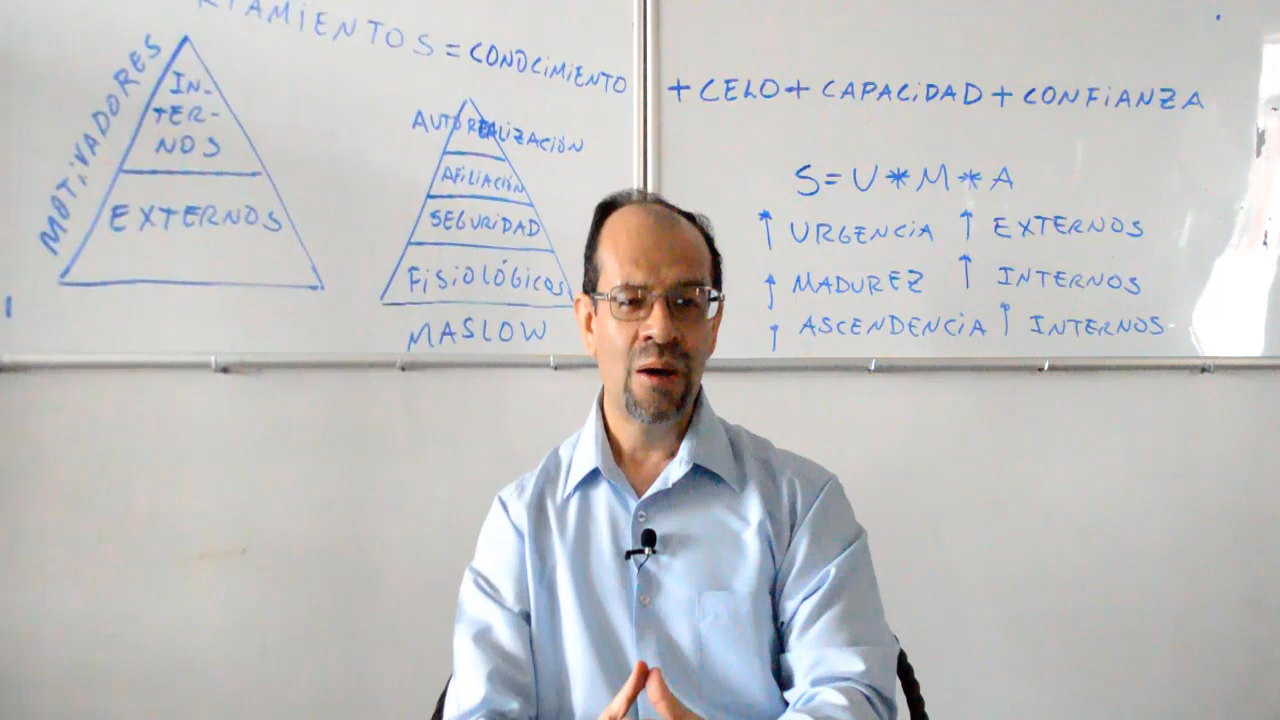 RTAMIENTOS = CONOCIMIENTO + CELO + CAPACIDAD + CONFIANZA
MOTIVADORES
IN-
TER-
NOS
EXTERNOS
AUTOREALIZACIÓN
AFILIACIÓN
SEGURIDAD
FISIOLÓGICOS
MASLOW
S = U * M * A
↑ URGENCIA ↑ EXTERNOS
↑ MADUREZ ↑ INTERNOS
↑ ASCENDENCIA ↑ INTERNOS